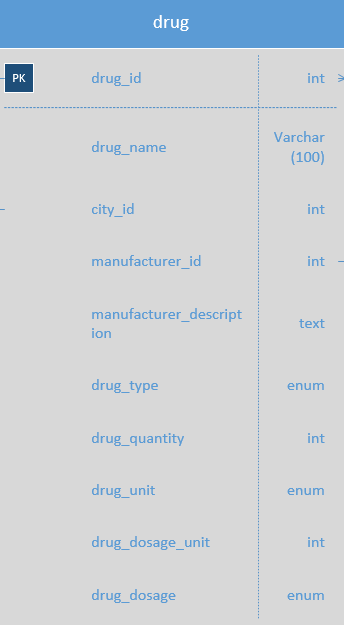 drug
PK drug_id int
drug_name Varchar
(100)
city_id int
manufacturer_id int
manufacturer_descript
ion text
drug_type enum
drug_quantity int
drug_unit enum
drug_dosage_unit int
drug_dosage enum